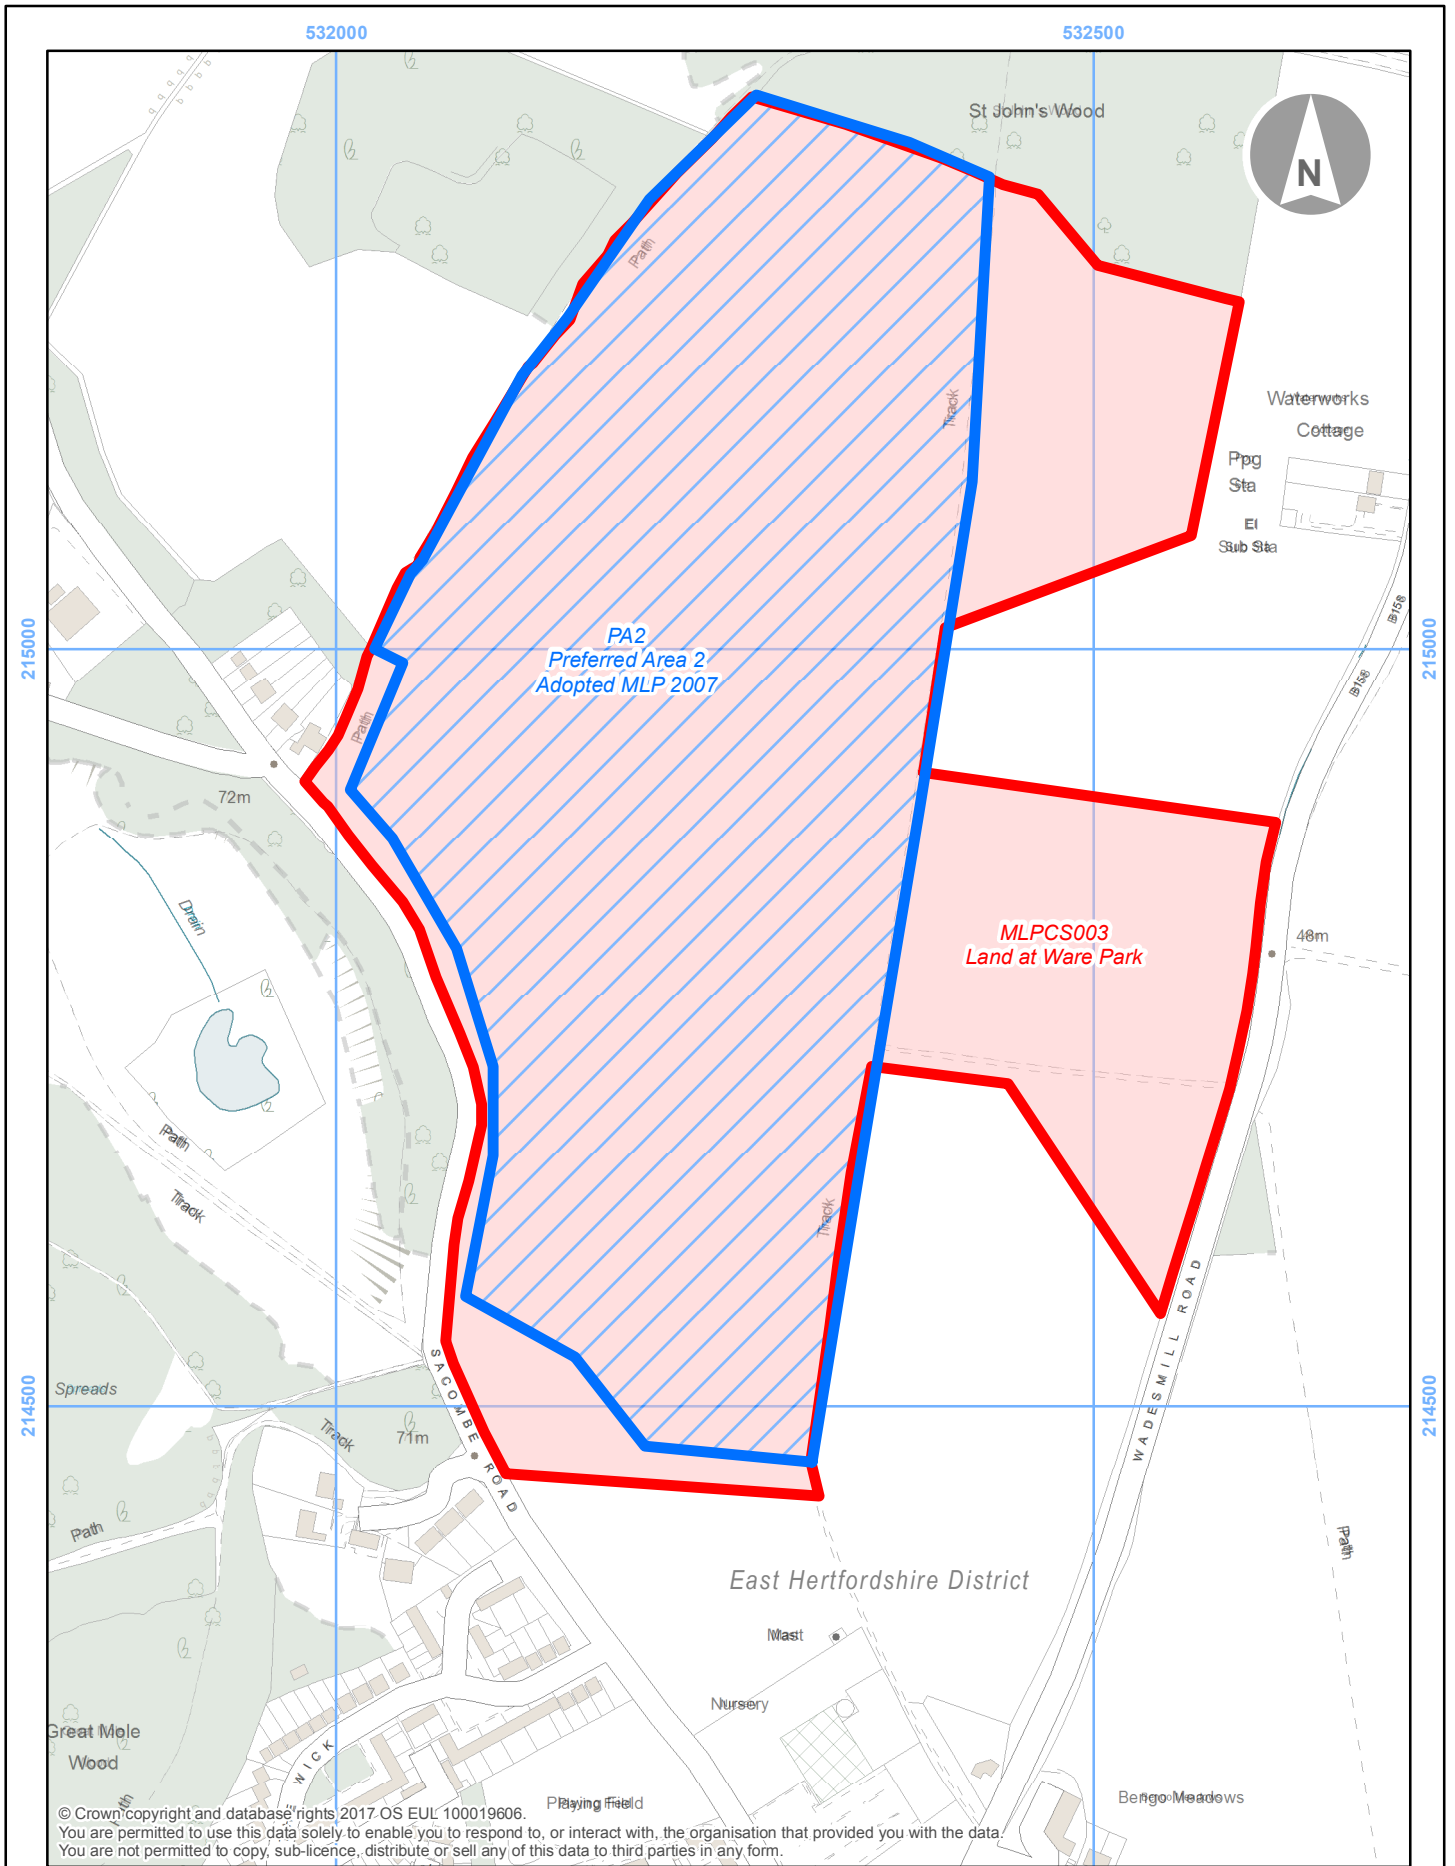 532000
532500
St John's Wood
N
Path
Track
Waterworks
Cottage
Ppg
Sta
El
Sub Sta
B158
B158
215000
215000
PA2
Preferred Area 2
Adopted MLP 2007
Path
72m
Drain
MLPCS003
Land at Ware Park
48m
Path
Track
Track
WADESMILL ROAD
SACOMBE ROAD
Spreads
214500
214500
Track
71m
Path
Path
East Hertfordshire District
Mast
Nursery
Great Mole
Wood
WICK
Path
Playing Field
Bengo Meadows
© Crown copyright and database rights 2017 OS EUL 100019606.
You are permitted to use this data solely to enable you to respond to, or interact with, the organisation that provided you with the data.
You are not permitted to copy, sub-licence, distribute or sell any of this data to third parties in any form.